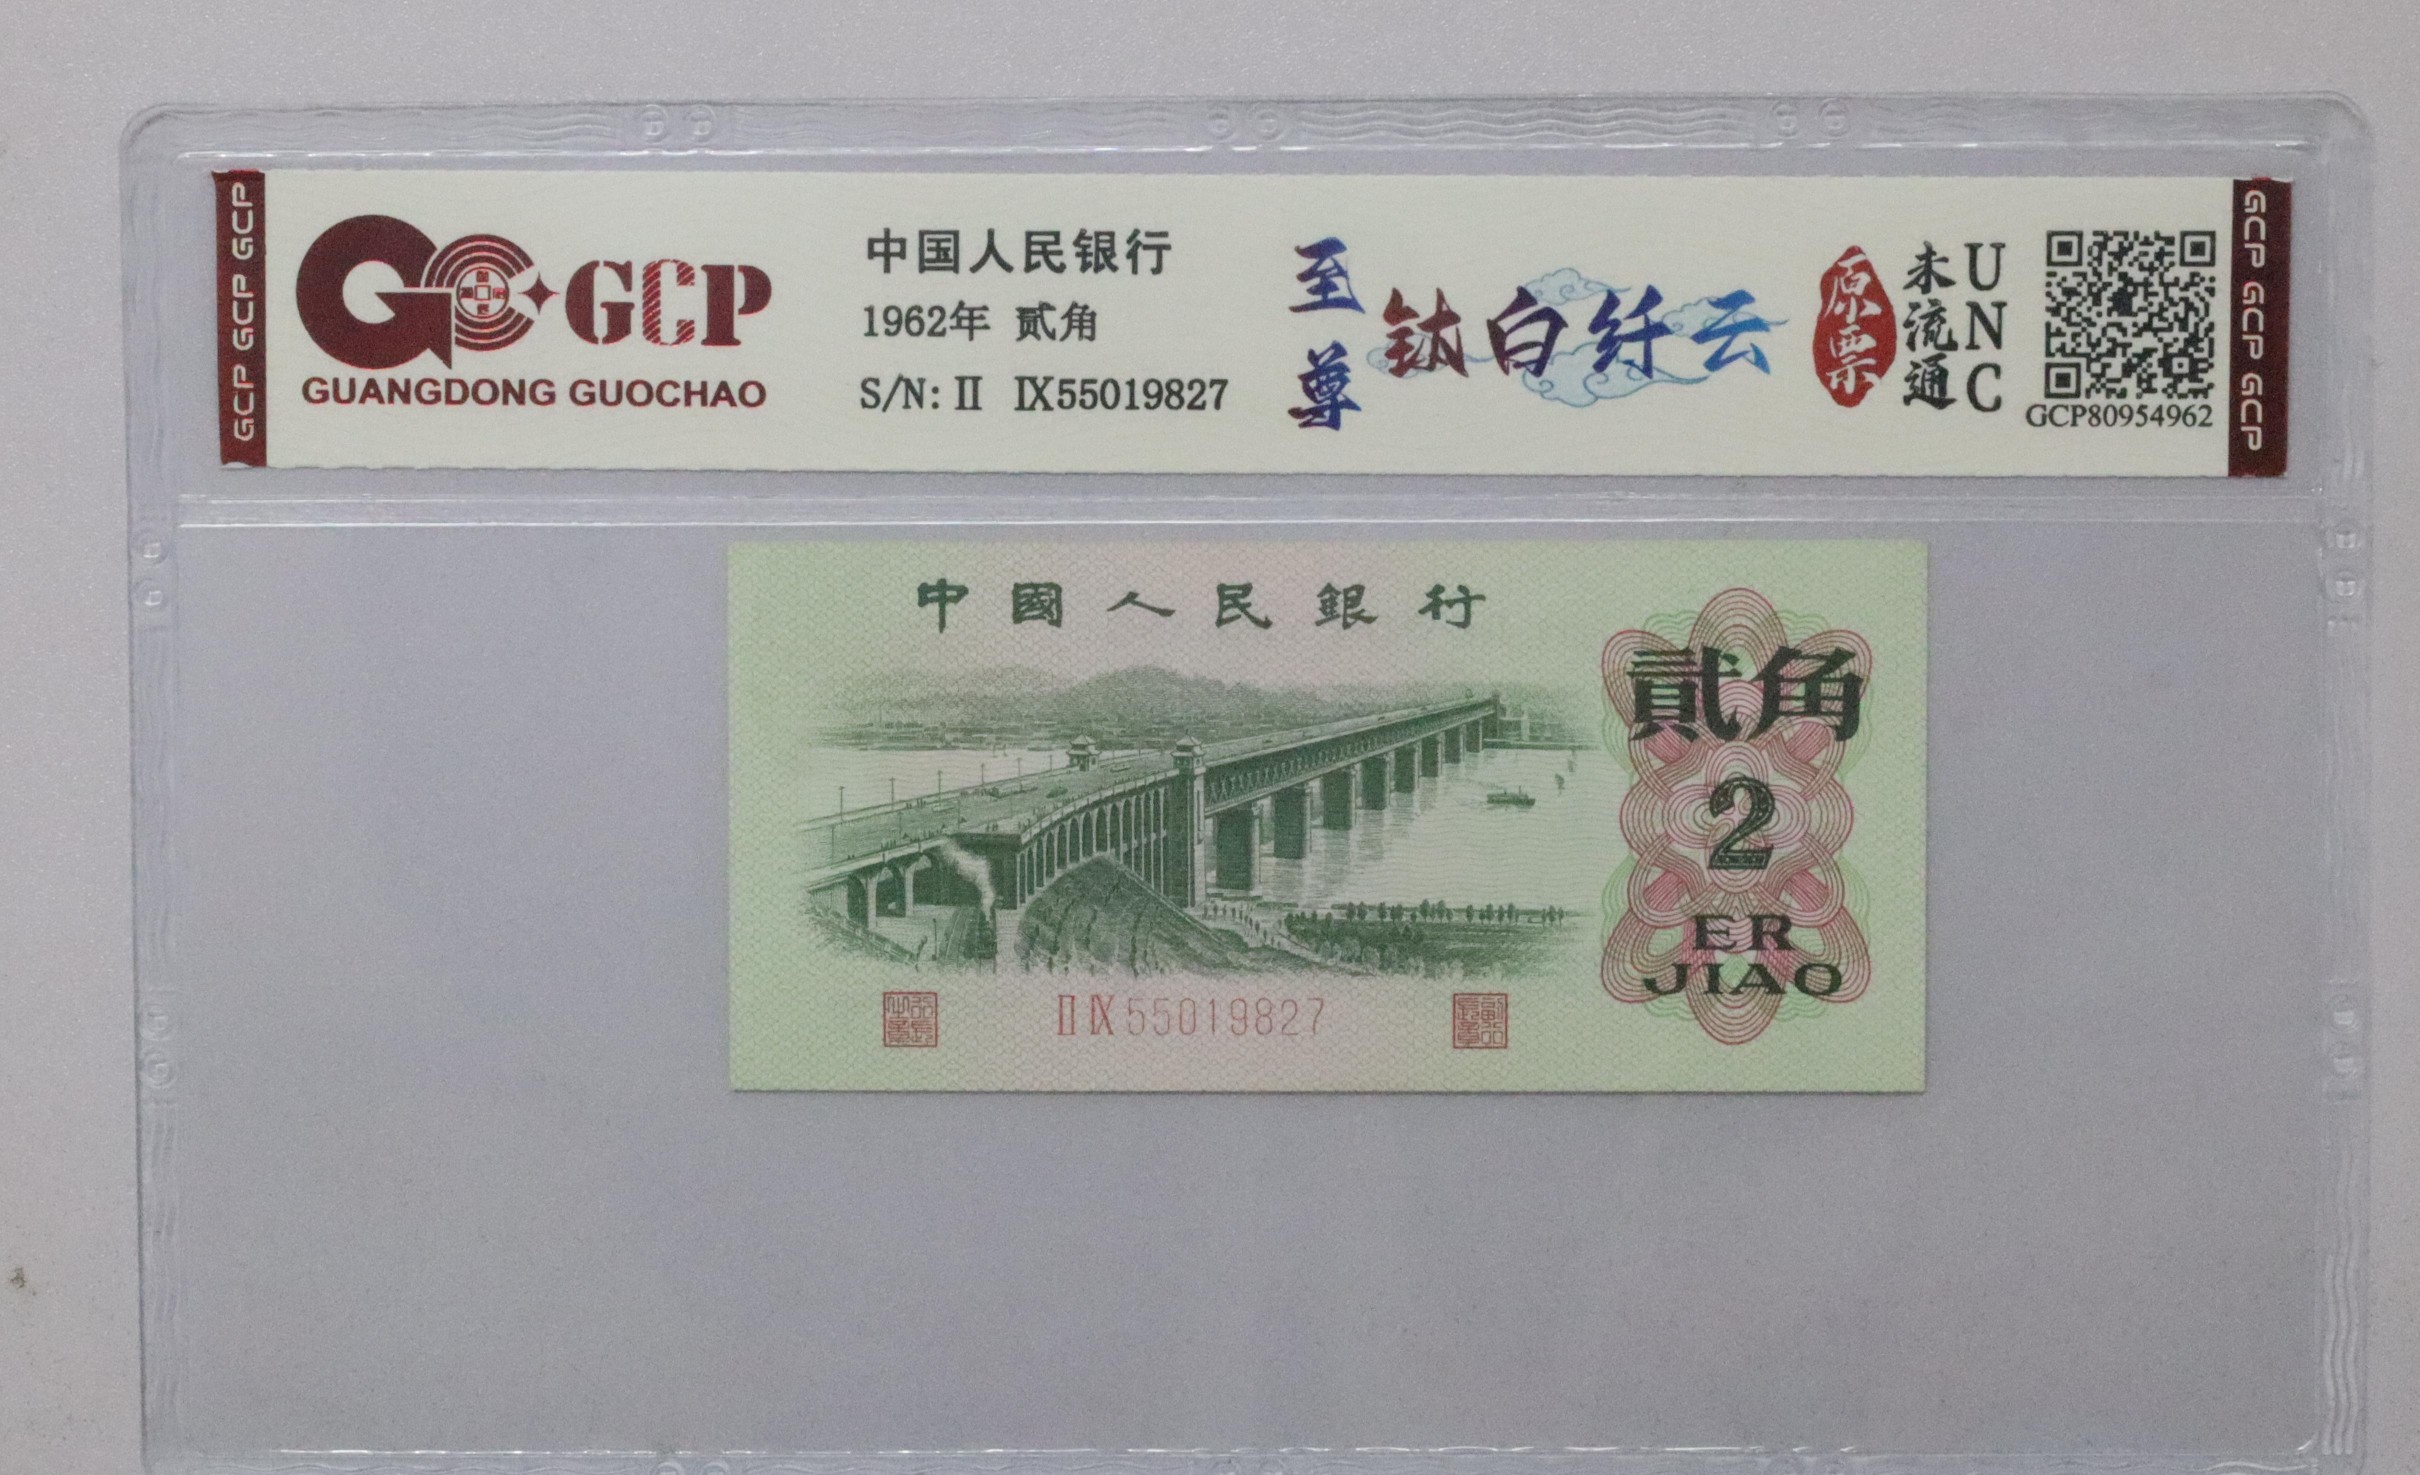 GCP GCP GCP
GCP
GUANGDONG GUOCHAO
中国人民银行
1962年 贰角
S/N: II IX55019827
至尊
钛白纤云
原票
未流通
UNC
GCP80954962
GCP GCP GCP
中國人民銀行
貳角
2
ER
JIAO
II IX 55019827